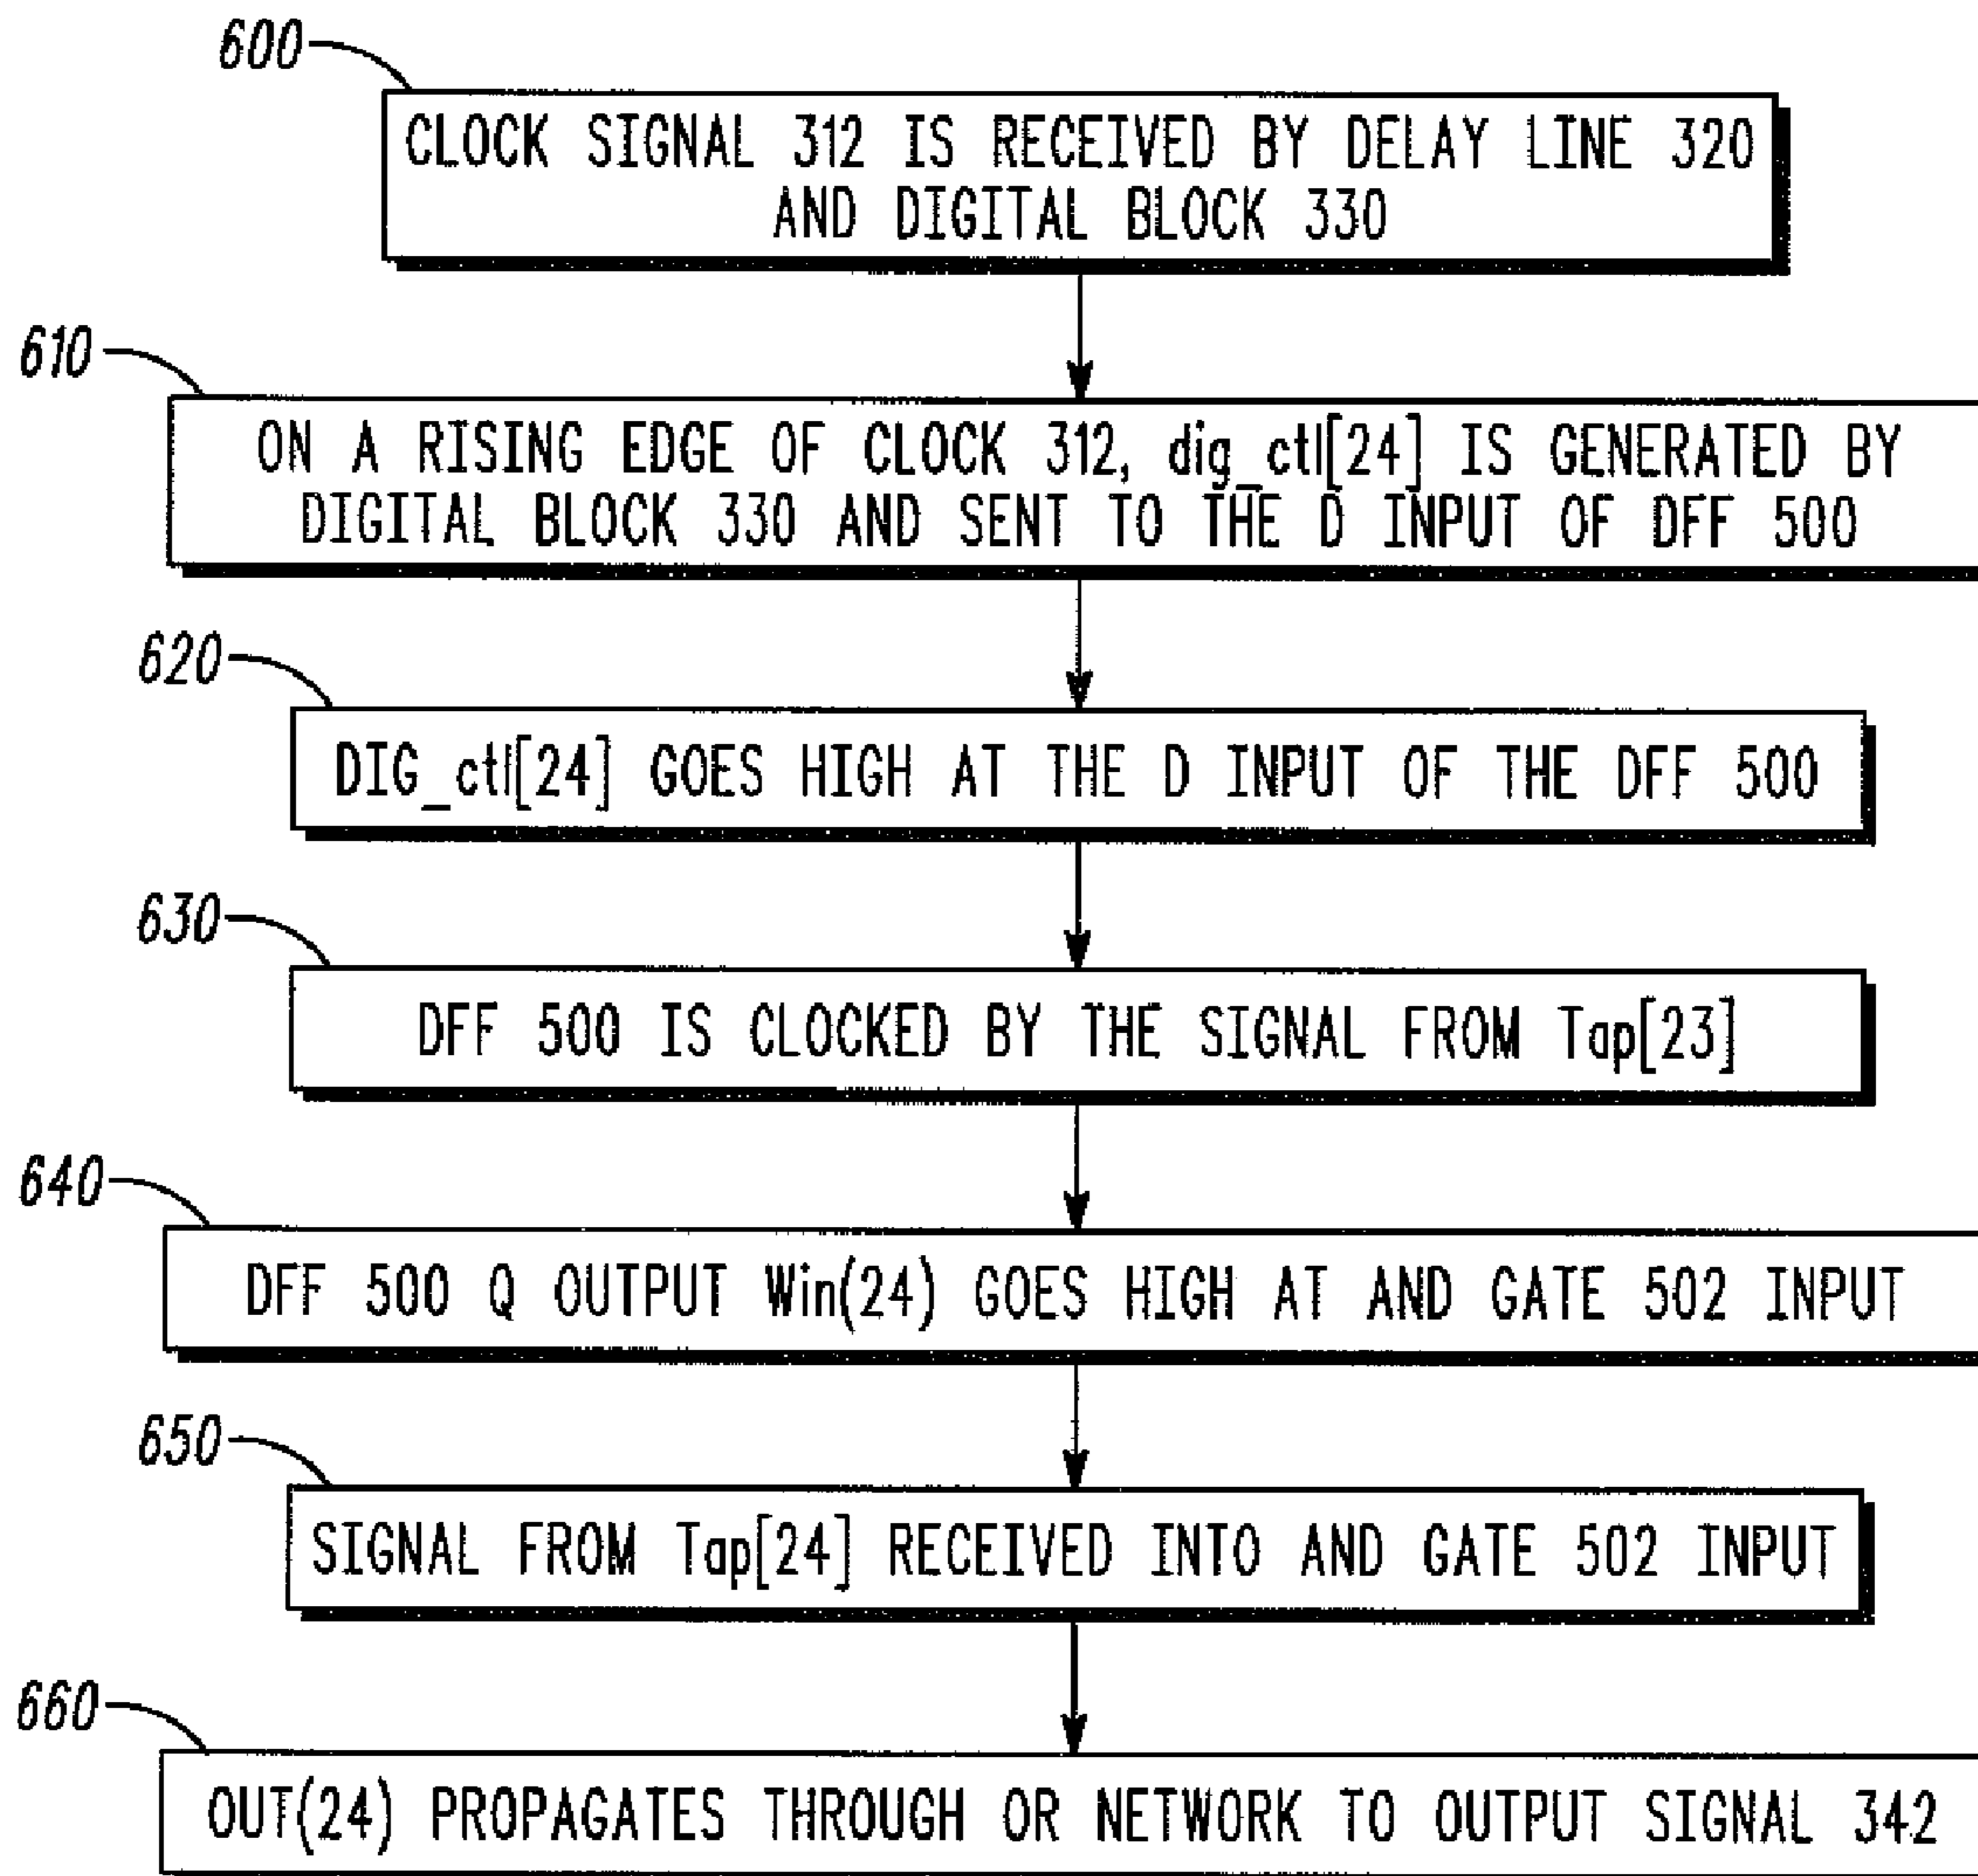 600
CLOCK SIGNAL 312 IS RECEIVED BY DELAY LINE 320
AND DIGITAL BLOCK 330
610
ON A RISING EDGE OF CLOCK 312, dig_ctl[24] IS GENERATED BY
DIGITAL BLOCK 330 AND SENT TO THE D INPUT OF DFF 500
620
DIG_ctl[24] GOES HIGH AT THE D INPUT OF THE DFF 500
630
DFF 500 IS CLOCKED BY THE SIGNAL FROM Tap[23]
640
DFF 500 Q OUTPUT Win(24) GOES HIGH AT AND GATE 502 INPUT
650
SIGNAL FROM Tap[24] RECEIVED INTO AND GATE 502 INPUT
660
OUT(24) PROPAGATES THROUGH OR NETWORK TO OUTPUT SIGNAL 342